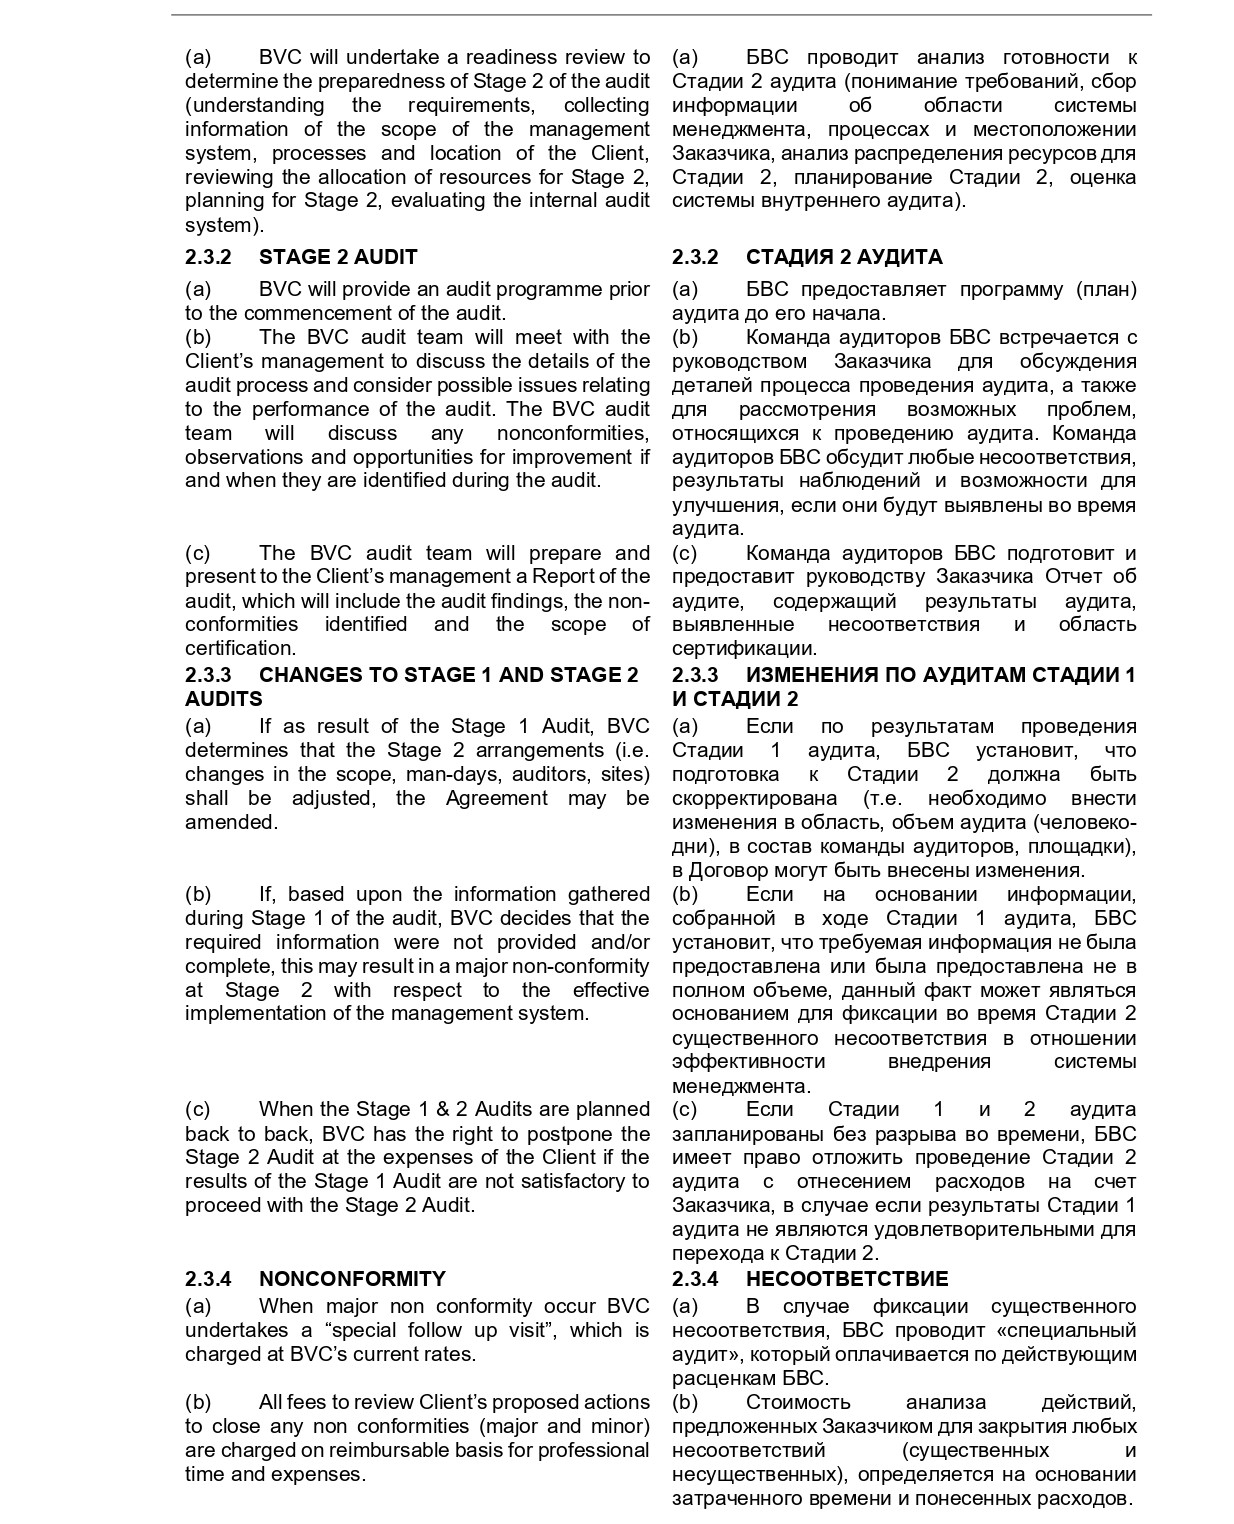 (a) BVC will undertake a readiness review to
determine the preparedness of Stage 2 of the audit
(understanding the requirements, collecting
information of the scope of the management
system, processes and location of the Client,
reviewing the allocation of resources for Stage 2,
planning for Stage 2, evaluating the internal audit
system).
(a) БВС проводит анализ готовности к
Стадии 2 аудита (понимание требований, сбор
информации об области системы
менеджмента, процессах и местоположении
Заказчика, анализ распределения ресурсов для
Стадии 2, планирование Стадии 2, оценка
системы внутреннего аудита).
2.3.2 STAGE 2 AUDIT
2.3.2 СТАДИЯ 2 АУДИТА
(a) BVC will provide an audit programme prior
to the commencement of the audit.
(a) БВС предоставляет программу (план)
аудита до его начала.
(b) The BVC audit team will meet with the
Client’s management to discuss the details of the
audit process and consider possible issues relating
to the performance of the audit. The BVC audit
team will discuss any nonconformities,
observations and opportunities for improvement if
and when they are identified during the audit.
(b) Команда аудиторов БВС встречается с
руководством Заказчика для обсуждения
деталей процесса проведения аудита, а также
для рассмотрения возможных проблем,
относящихся к проведению аудита. Команда
аудиторов БВС обсудит любые несоответствия,
результаты наблюдений и возможности для
улучшения, если они будут выявлены во время
аудита.
(c) The BVC audit team will prepare and
present to the Client’s management a Report of the
audit, which will include the audit findings, the non-
conformities identified and the scope of
certification.
(c) Команда аудиторов БВС подготовит и
предоставит руководству Заказчика Отчет об
аудите, содержащий результаты аудита,
выявленные несоответствия и область
сертификации.
2.3.3 CHANGES TO STAGE 1 AND STAGE 2
AUDITS
2.3.3 ИЗМЕНЕНИЯ ПО АУДИТАМ СТАДИИ 1
И СТАДИИ 2
(a) If as result of the Stage 1 Audit, BVC
determines that the Stage 2 arrangements (i.e.
changes in the scope, man-days, auditors, sites)
shall be adjusted, the Agreement may be
amended.
(a) Если по результатам проведения
Стадии 1 аудита, БВС установит, что
подготовка к Стадии 2 должна быть
скорректирована (т.е. необходимо внести
изменения в область, объем аудита (человеко-
дни), в состав команды аудиторов, площадки),
в Договор могут быть внесены изменения.
(b) If, based upon the information gathered
during Stage 1 of the audit, BVC decides that the
required information were not provided and/or
complete, this may result in a major non-conformity
at Stage 2 with respect to the effective
implementation of the management system.
(b) Если на основании информации,
собранной в ходе Стадии 1 аудита, БВС
установит, что требуемая информация не была
предоставлена или была предоставлена не в
полном объеме, данный факт может являться
основанием для фиксации во время Стадии 2
существенного несоответствия в отношении
эффективности внедрения системы
менеджмента.
(c) When the Stage 1 & 2 Audits are planned
back to back, BVC has the right to postpone the
Stage 2 Audit at the expenses of the Client if the
results of the Stage 1 Audit are not satisfactory to
proceed with the Stage 2 Audit.
(c) Если Стадии 1 и 2 аудита
запланированы без разрыва во времени, БВС
имеет право отложить проведение Стадии 2
аудита с отнесением расходов на счет
Заказчика, в случае если результаты Стадии 1
аудита не являются удовлетворительными для
перехода к Стадии 2.
2.3.4 NONCONFORMITY
2.3.4 НЕСООТВЕТСТВИЕ
(a) When major non conformity occur BVC
undertakes a “special follow up visit”, which is
charged at BVC’s current rates.
(a) В случае фиксации существенного
несоответствия, БВС проводит «специальный
аудит», который оплачивается по действующим
расценкам БВС.
(b) All fees to review Client’s proposed actions
to close any non conformities (major and minor)
are charged on reimbursable basis for professional
time and expenses.
(b) Стоимость анализа действий,
предложенных Заказчиком для закрытия любых
несоответствий (существенных и
несущественных), определяется на основании
затраченного времени и понесенных расходов.